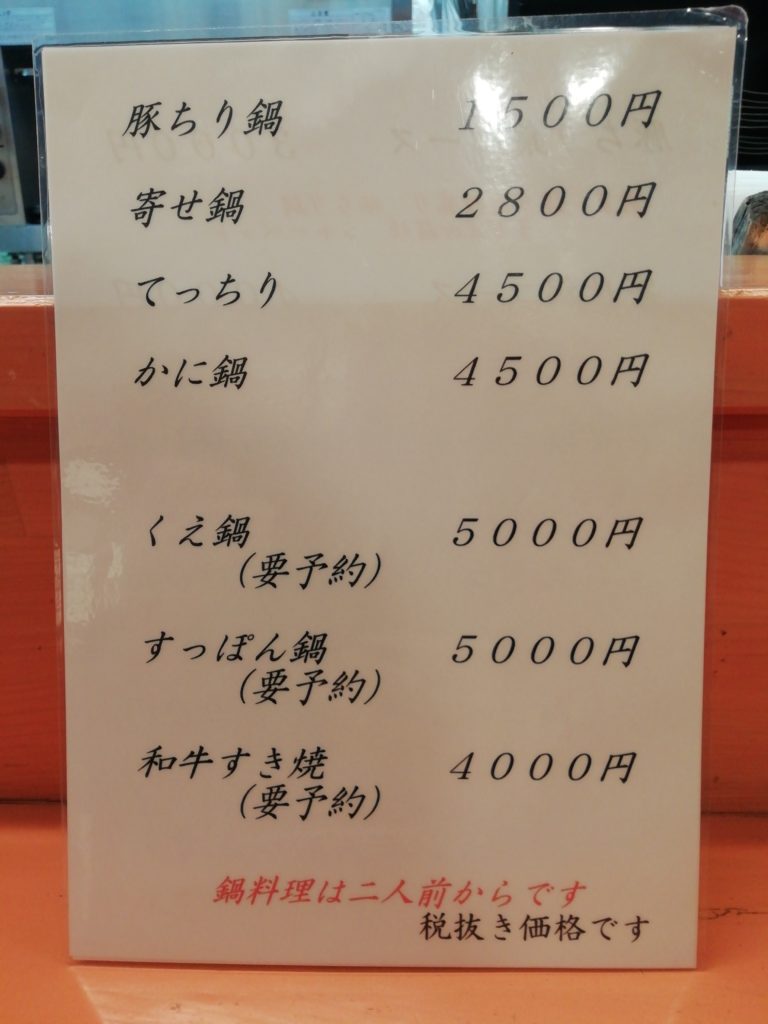 豚ちり鍋 1500円
寄せ鍋 2800円
てっちり 4500円
かに鍋 4500円
くえ鍋 5000円
（要予約）
すっぽん鍋 5000円
（要予約）
和牛すき焼 4000円
（要予約）
鍋料理は二人前からです
税抜き価格です